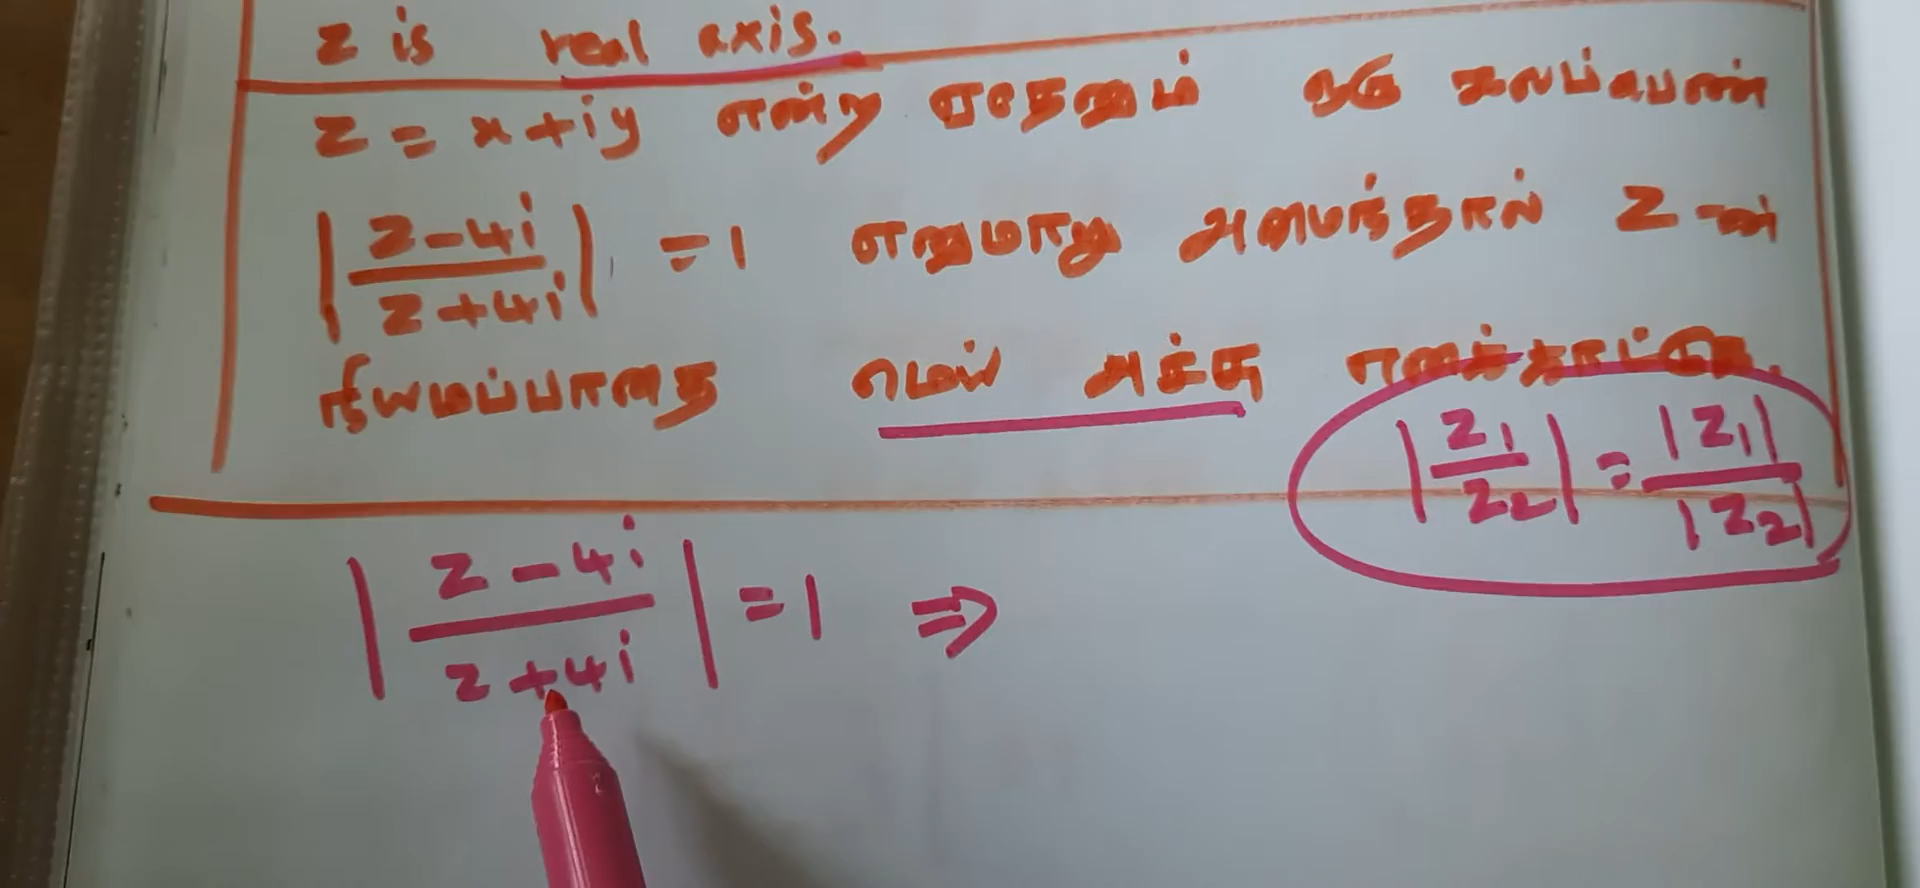 z is real axis.
z = x+iy என்ற ஏதேனும் ஒரு கலப்பெண்
|z-4i / z+4i| = 1 எனுமாறு அமைந்தால் z-ன்
நியமப்பாதை மெய் அச்சு எனக்காட்டுக.
|z₁/z₂| = |z₁|/|z₂|
|z-4i / z+4i| = 1 ⇒